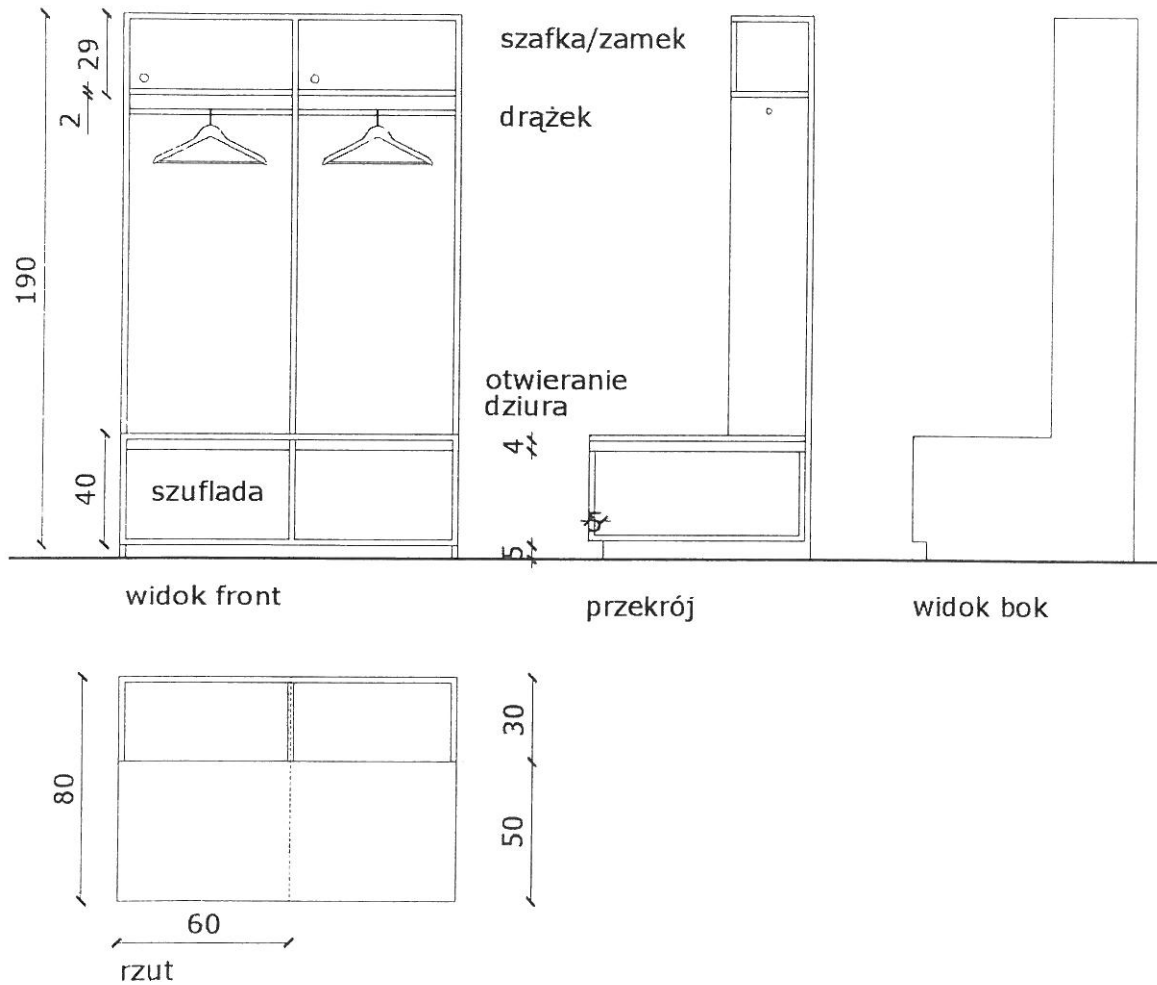 29
szafka/zamek
2
drążek
190
otwieranie
dziura
4
40
szuflada
5
5
widok front
przekrój
widok bok
80
30
50
60
rzut